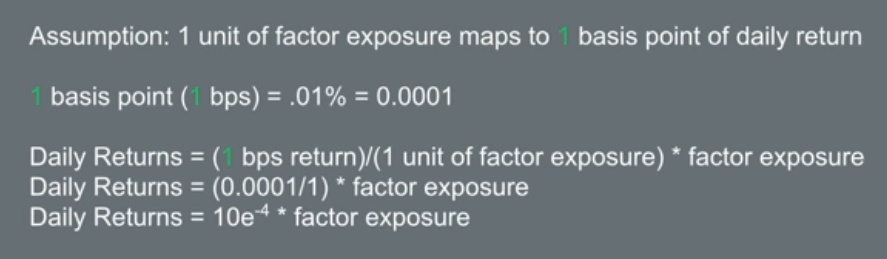 Assumption: 1 unit of factor exposure maps to 1 basis point of daily return
1 basis point (1 bps) = .01% = 0.0001
Daily Returns = (1 bps return)/(1 unit of factor exposure) * factor exposure
Daily Returns = (0.0001/1) * factor exposure
Daily Returns = 10e⁻⁴ * factor exposure